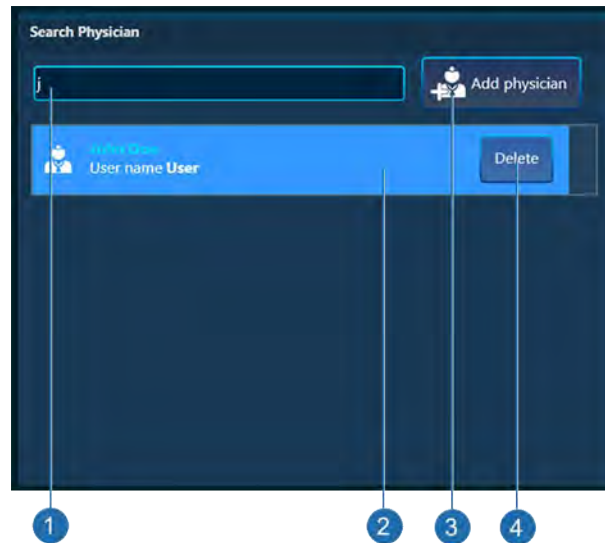 Search Physician
j
Add physician
User name User
Delete
1 2 3 4